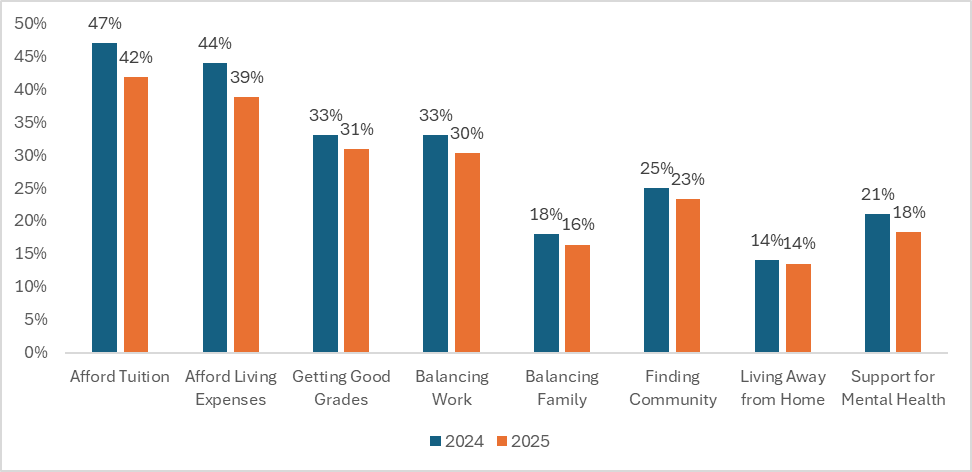 50%
45%
40%
35%
30%
25%
20%
15%
10%
5%
0%
47%
42%
44%
39%
33%
31%
33%
30%
18%
16%
25%
23%
14%
14%
21%
18%
Afford Tuition
Afford Living
Expenses
Getting Good
Grades
Balancing
Work
Balancing
Family
Finding
Community
Living Away
from Home
Support for
Mental Health
2024
2025